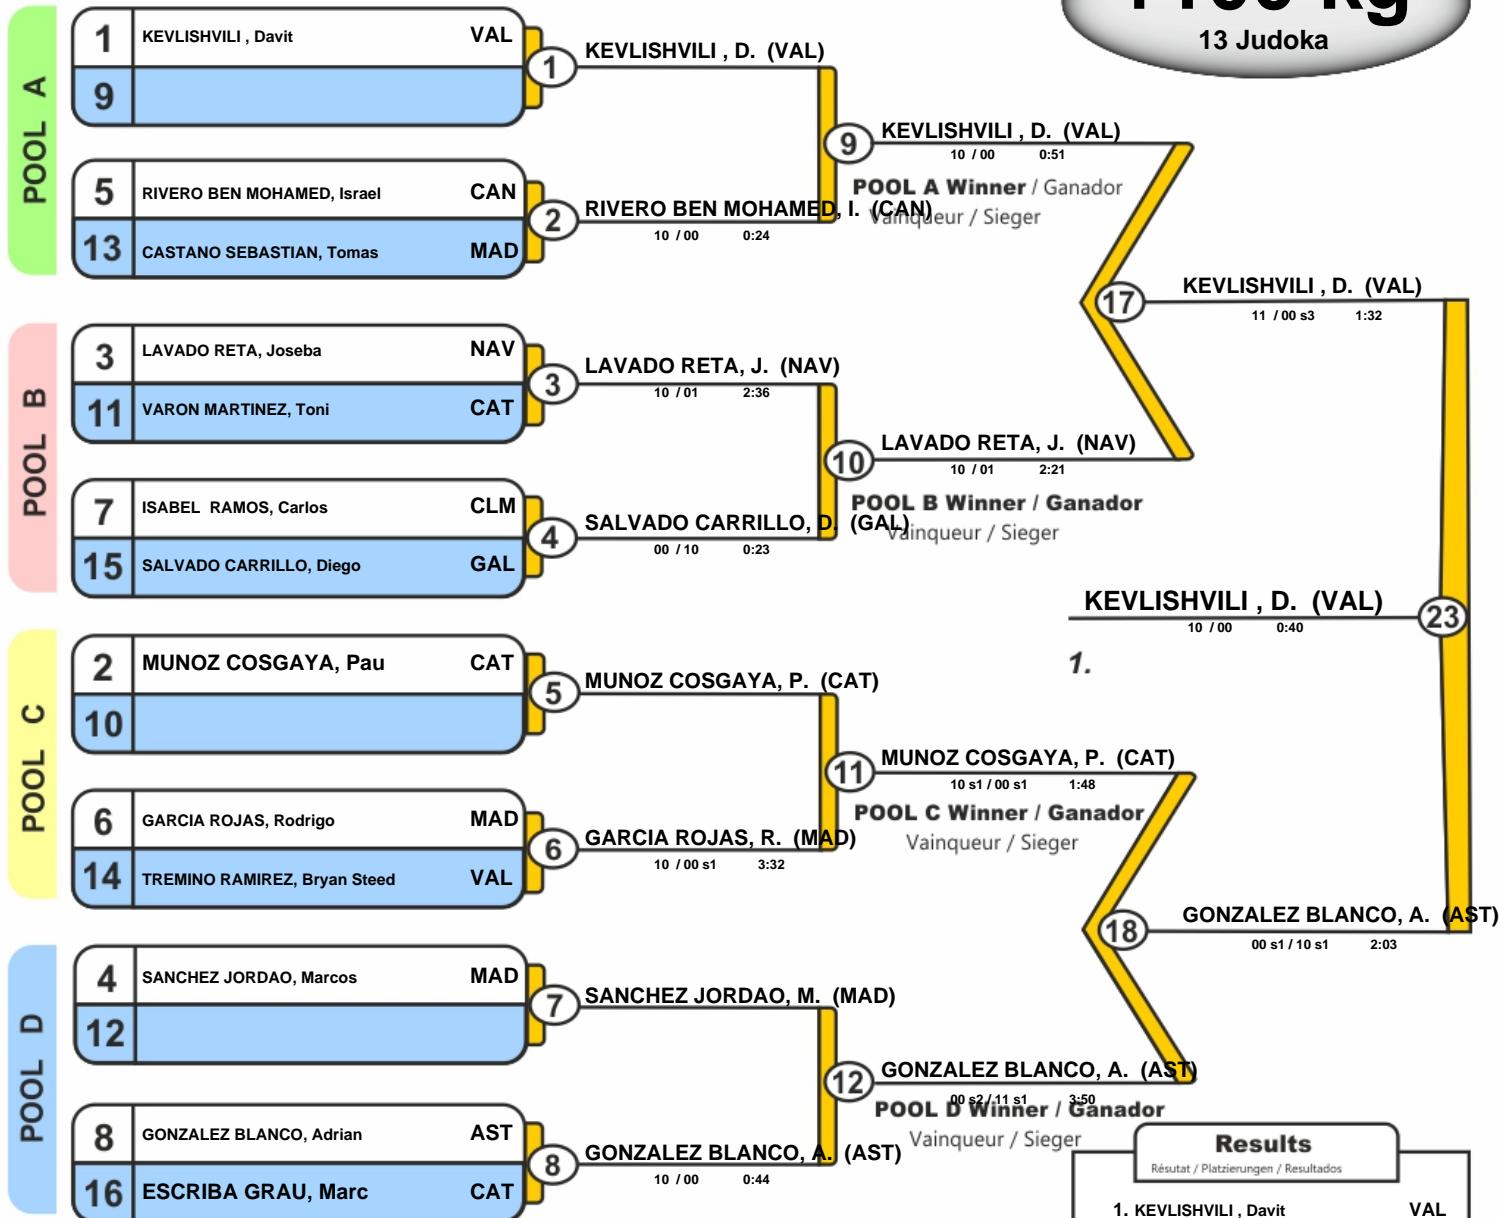 13 Judoka
POOL A
1 KEVLISHVILI , Davit VAL
9
1
KEVLISHVILI , D. (VAL)
5 RIVERO BEN MOHAMED, Israel CAN
13 CASTANO SEBASTIAN, Tomas MAD
2
RIVERO BEN MOHAMED, I. (CAN)
10 / 00 0:24
9
KEVLISHVILI , D. (VAL)
10 / 00 0:51
POOL A Winner / Ganador
Vainqueur / Sieger
POOL B
3 LAVADO RETA, Joseba NAV
11 VARON MARTINEZ, Toni CAT
3
LAVADO RETA, J. (NAV)
10 / 01 2:36
7 ISABEL RAMOS, Carlos CLM
15 SALVADO CARRILLO, Diego GAL
4
SALVADO CARRILLO, D. (GAL)
00 / 10 0:23
10
LAVADO RETA, J. (NAV)
10 / 01 2:21
POOL B Winner / Ganador
Vainqueur / Sieger
17
KEVLISHVILI , D. (VAL)
11 / 00 s3 1:32
POOL C
2 MUNOZ COSGAYA, Pau CAT
10
5
MUNOZ COSGAYA, P. (CAT)
6 GARCIA ROJAS, Rodrigo MAD
14 TREMINO RAMIREZ, Bryan Steed VAL
6
GARCIA ROJAS, R. (MAD)
10 / 00 s1 3:32
11
MUNOZ COSGAYA, P. (CAT)
10 s1 / 00 s1 1:48
POOL C Winner / Ganador
Vainqueur / Sieger
POOL D
4 SANCHEZ JORDAO, Marcos MAD
12
7
SANCHEZ JORDAO, M. (MAD)
8 GONZALEZ BLANCO, Adrian AST
16 ESCRIBA GRAU, Marc CAT
8
GONZALEZ BLANCO, A. (AST)
10 / 00 0:44
12
GONZALEZ BLANCO, A. (AST)
00 s2 / 11 s1 3:50
POOL D Winner / Ganador
Vainqueur / Sieger
18
GONZALEZ BLANCO, A. (AST)
00 s1 / 10 s1 2:03
23
KEVLISHVILI , D. (VAL)
10 / 00 0:40
1.
Results
Résutat / Platzierungen / Resultados
1. KEVLISHVILI , Davit VAL